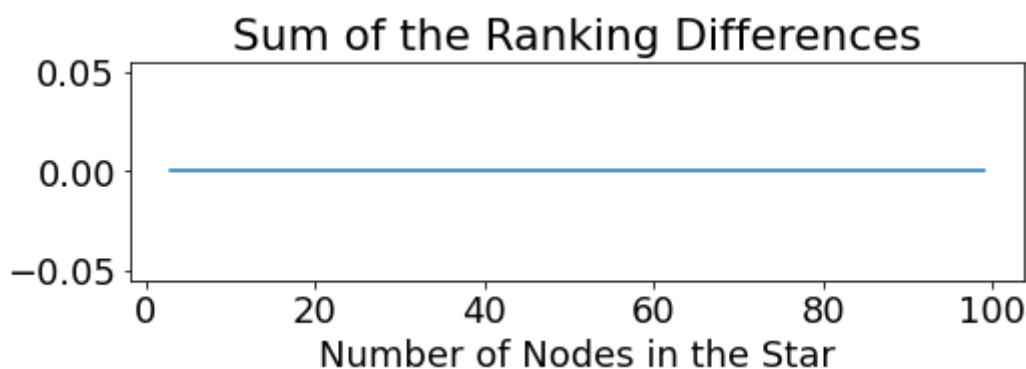 Sum of the Ranking Differences
0.05
0.00
−0.05
0 20 40 60 80 100
Number of Nodes in the Star